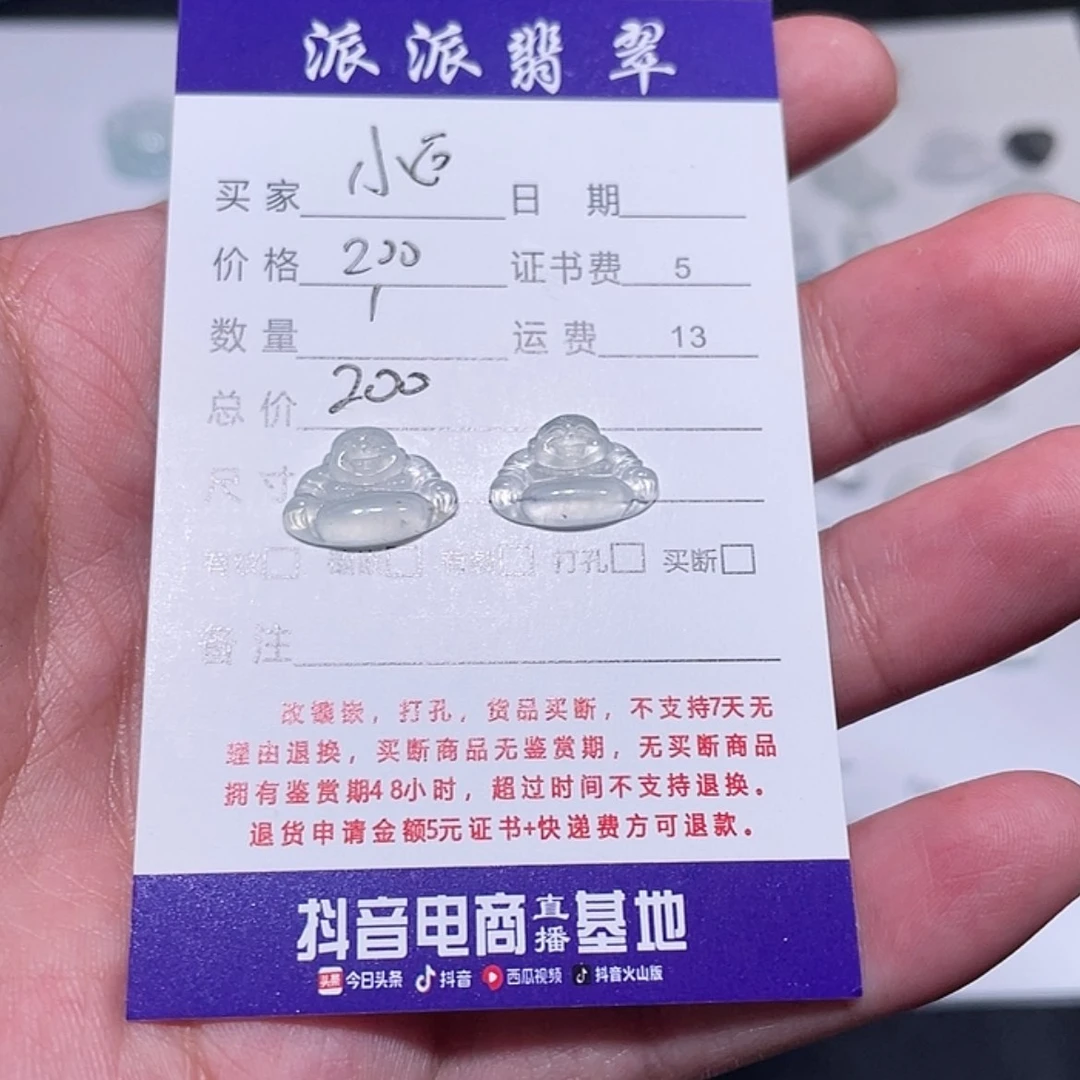 派派翡翠
买家 小石 日期
价格 200 证书费 5
数量 1 运费 13
总价 200
尺寸
打孔 买断
备注
改镶嵌，打孔，货品买断，不支持7天无
理由退换，买断商品无鉴赏期，无买断商品
拥有鉴赏期48小时，超过时间不支持退换。
退货申请金额5元证书+快递费方可退款。
抖音电商直播基地
头条 今日头条 抖音 西瓜视频 抖音火山版